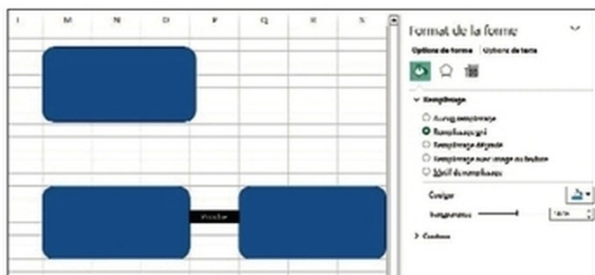 M N O P Q R S
Format de la forme
Options de forme Options de texte
Remplissage
Aucun remplissage
Remplissage uni
Remplissage dégradé
Remplissage avec image ou texture
Motif de remplissage
Couleur
Transparence
Contour